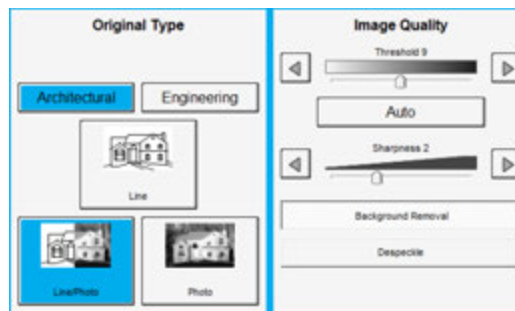 Original Type
Architectural
Engineering
Line
Line/Photo
Photo
Image Quality
Threshold 9
Auto
Sharpness 2
Background Removal
Despeckle